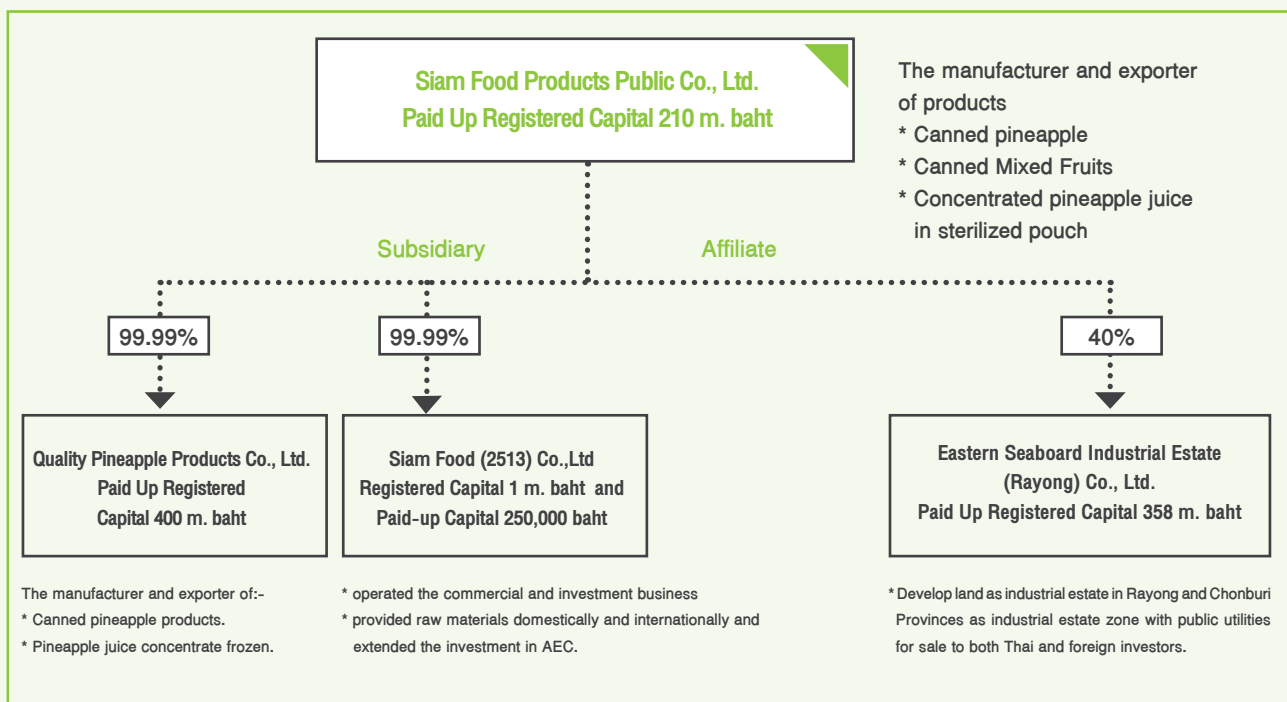 Siam Food Products Public Co., Ltd.
Paid Up Registered Capital 210 m. baht
The manufacturer and exporter
of products
* Canned pineapple
* Canned Mixed Fruits
* Concentrated pineapple juice
in sterilized pouch
Subsidiary
Affiliate
99.99%
99.99%
40%
Quality Pineapple Products Co., Ltd.
Paid Up Registered
Capital 400 m. baht
Siam Food (2513) Co.,Ltd
Registered Capital 1 m. baht and
Paid-up Capital 250,000 baht
Eastern Seaboard Industrial Estate
(Rayong) Co., Ltd.
Paid Up Registered Capital 358 m. baht
The manufacturer and exporter of:-
* Canned pineapple products.
* Pineapple juice concentrate frozen.
* operated the commercial and investment business
* provided raw materials domestically and internationally and
extended the investment in AEC.
* Develop land as industrial estate in Rayong and Chonburi
Provinces as industrial estate zone with public utilities
for sale to both Thai and foreign investors.